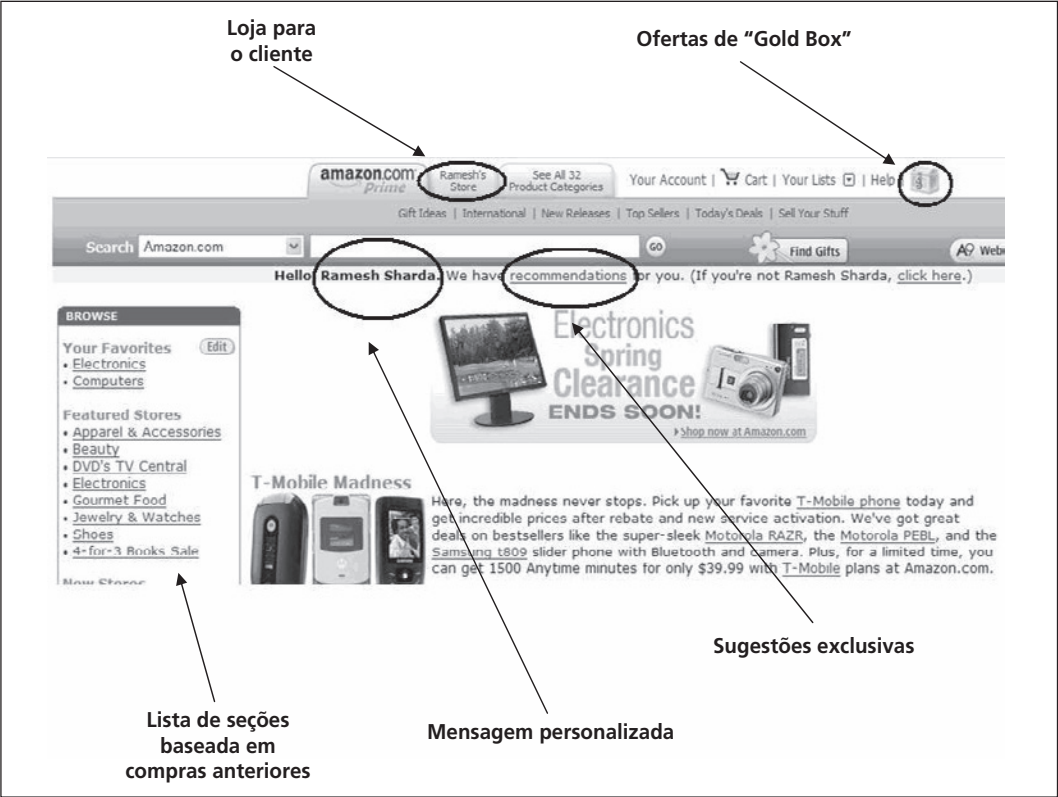 Loja para
o cliente
Ofertas de “Gold Box”
amazon.com
Prime
Ramesh's
Store
See All 32
Product Categories
Your Account | Cart | Your Lists | Help
Gift Ideas | International | New Releases | Top Sellers | Today's Deals | Sell Your Stuff
Search Amazon.com GO Find Gifts A9
Hello Ramesh Sharda. We have recommendations for you. (If you're not Ramesh Sharda, click here.)
BROWSE
Your Favorites Edit
• Electronics
• Computers
Featured Stores
• Apparel & Accessories
• Beauty
• DVD's TV Central
• Electronics
• Gourmet Food
• Jewelry & Watches
• Shoes
• 4-for-3 Books Sale
New Stores
Electronics
Spring
Clearance
ENDS SOON!
Shop now at Amazon.com
T-Mobile Madness
Here, the madness never stops. Pick up your favorite T-Mobile phone today and
get incredible prices after rebate and new service activation. We've got great
deals on bestsellers like the super-sleek Motorola RAZR, the Motorola PEBL, and the
Samsung t809 slider phone with Bluetooth and camera. Plus, for a limited time, you
can get 1500 Anytime minutes for only $39.99 with T-Mobile plans at Amazon.com.
Sugestões exclusivas
Mensagem personalizada
Lista de seções
baseada em
compras anteriores